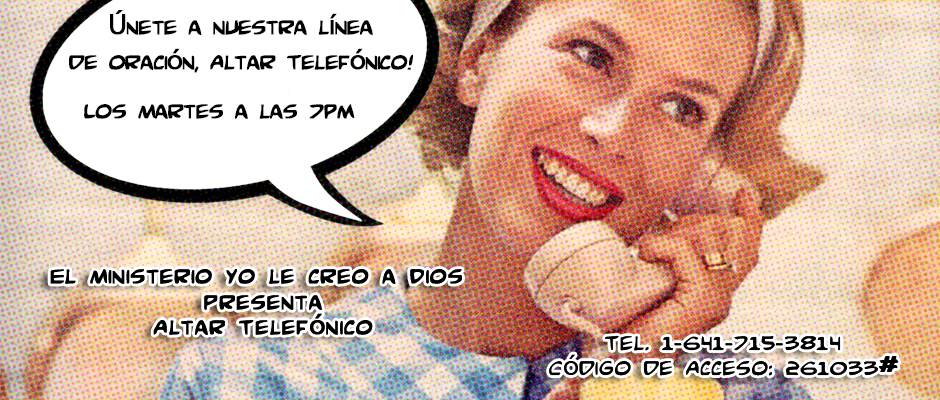 ÚNETE A NUESTRA LÍNEA
DE ORACIÓN, ALTAR TELEFÓNICO!
LOS MARTES A LAS 7PM
EL MINISTERIO YO LE CREO A DIOS
PRESENTA
ALTAR TELEFÓNICO
TEL. 1-641-715-3814
CÓDIGO DE ACCESO: 261033#